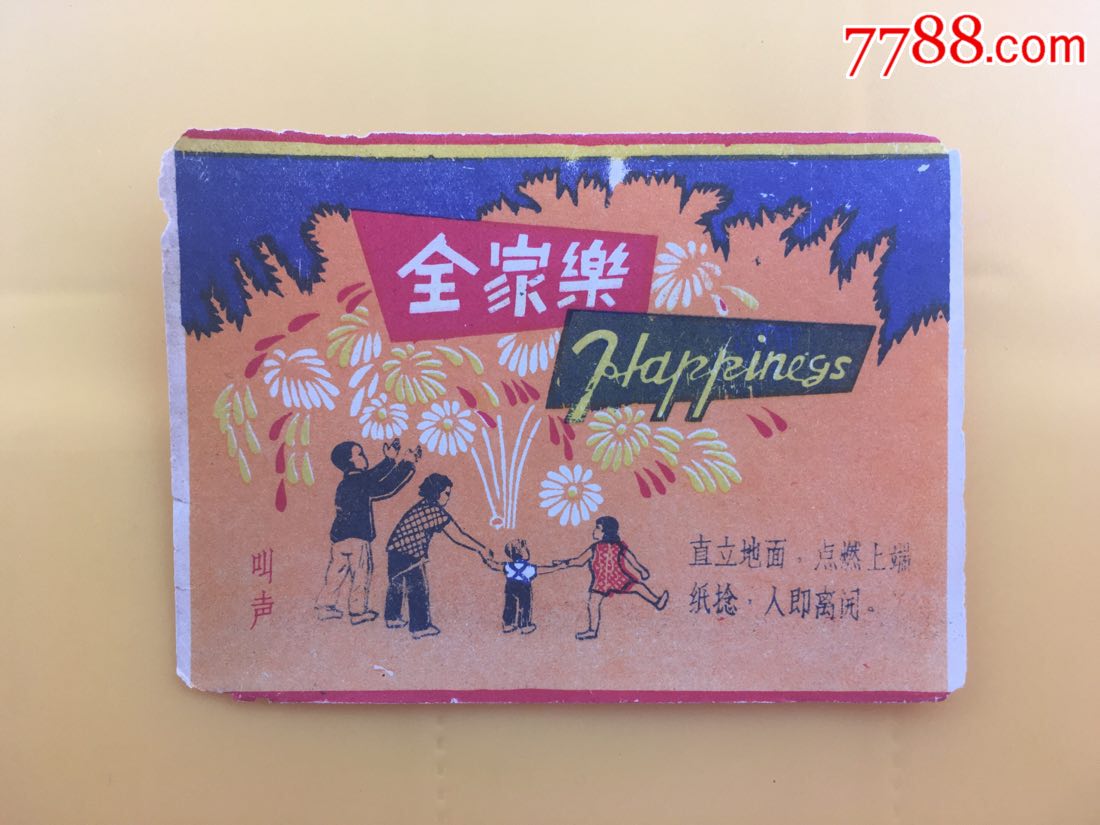 7788.com
全家樂
Happiness
叫声
直立地面，点燃上端
纸捻，人即离开。